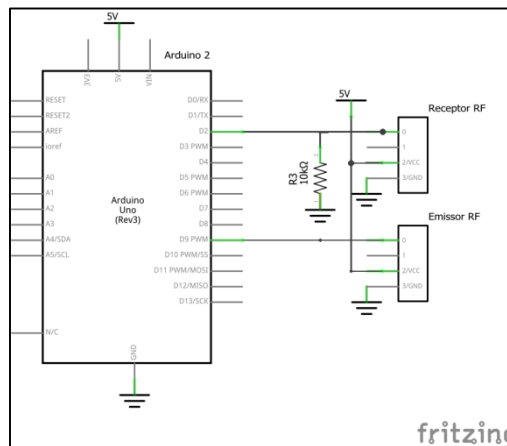 5V
Arduino 2
3V3
5V
VIN
RESET
RESET2
AREF
ioref
A0
A1
A2
A3
A4/SDA
A5/SCL
N/C
Arduino
Uno
(Rev3)
D0/RX
D1/TX
D2
D3 PWM
D4
D5 PWM
D6 PWM
D7
D8
D9 PWM
D10 PWM/SS
D11 PWM/MOSI
D12/MISO
D13/SCK
GND
R3
10kΩ
2
1
5V
Receptor RF
0
1
2/VCC
3/GND
Emissor RF
0
1
2/VCC
3/GND
fritzing